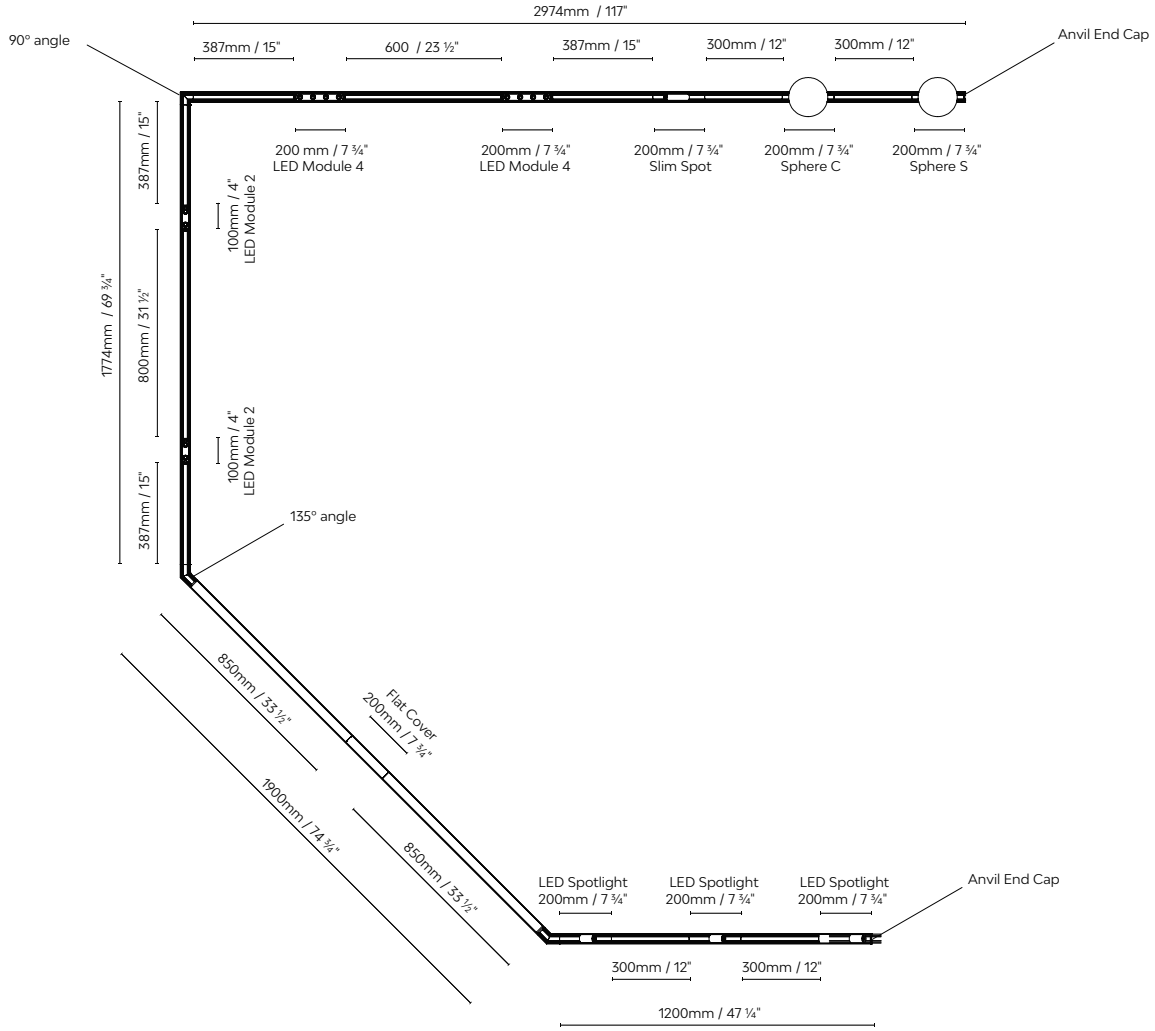 2974mm / 117"
90º angle
Anvil End Cap
387mm / 15"
600 / 23 ½"
387mm / 15"
300mm / 12"
300mm / 12"
200 mm / 7 ¾"
LED Module 4
200mm / 7 ¾"
LED Module 4
200mm / 7 ¾"
Slim Spot
200mm / 7 ¾"
Sphere C
200mm / 7 ¾"
Sphere S
387mm / 15"
100mm / 4"
LED Module 2
1774mm / 69 ¾"
800mm / 31 ½"
100mm / 4"
LED Module 2
387mm / 15"
135º angle
850mm / 33 ½"
Flat Cover
200mm / 7 ¾"
1900mm / 74 ¾"
850mm / 33 ½"
LED Spotlight
200mm / 7 ¾"
LED Spotlight
200mm / 7 ¾"
LED Spotlight
200mm / 7 ¾"
Anvil End Cap
300mm / 12"
300mm / 12"
1200mm / 47 ¼"